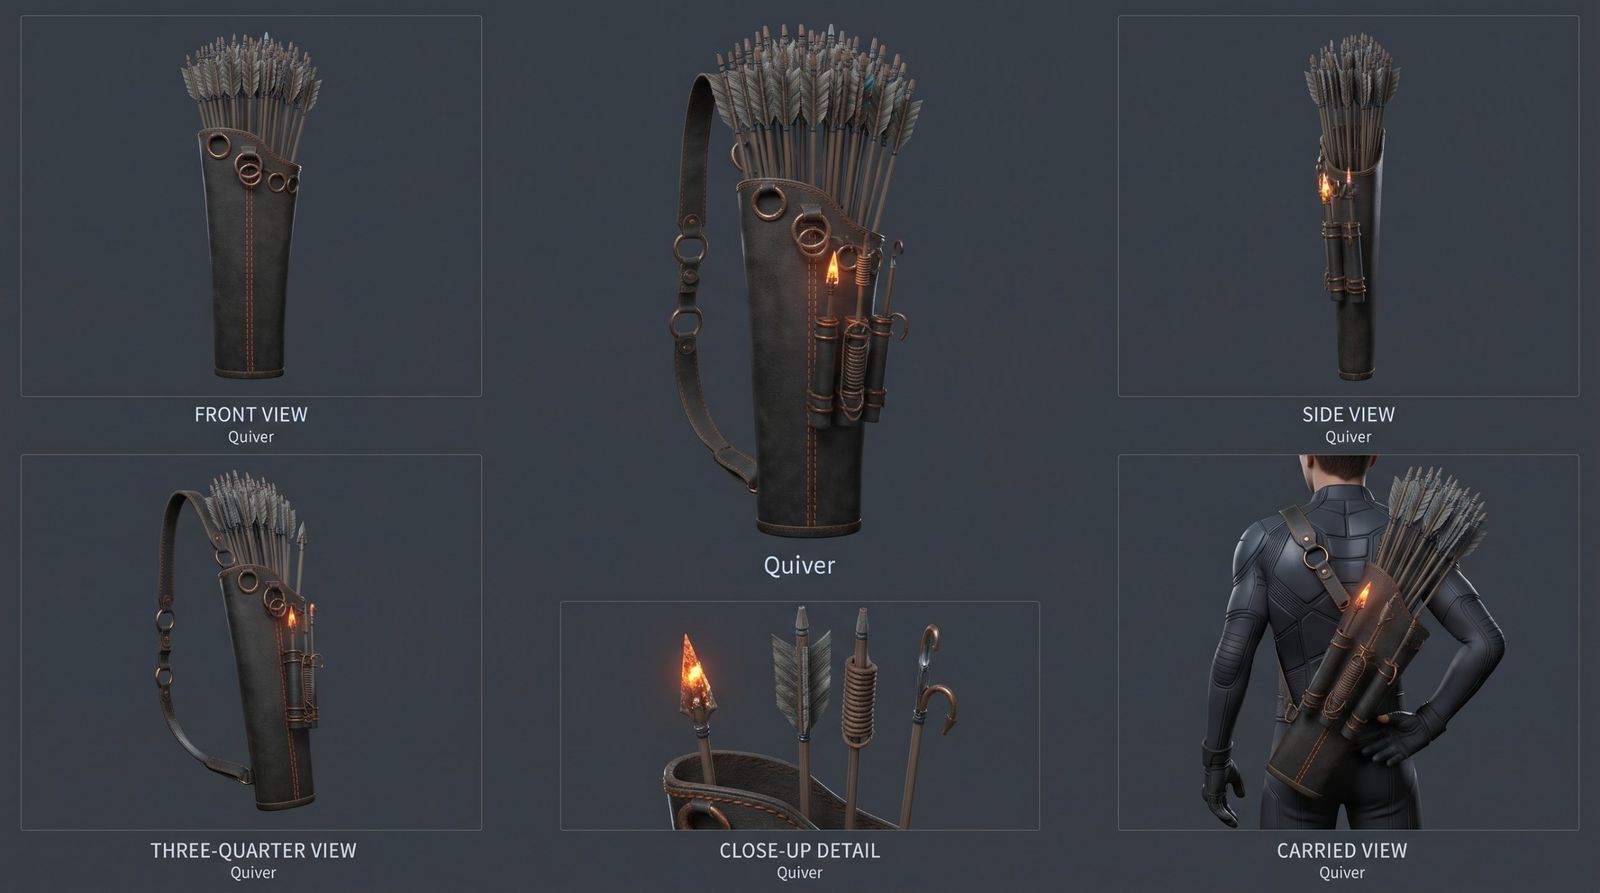 FRONT VIEW
Quiver
Quiver
SIDE VIEW
Quiver
THREE-QUARTER VIEW
Quiver
CLOSE-UP DETAIL
Quiver
CARRIED VIEW
Quiver